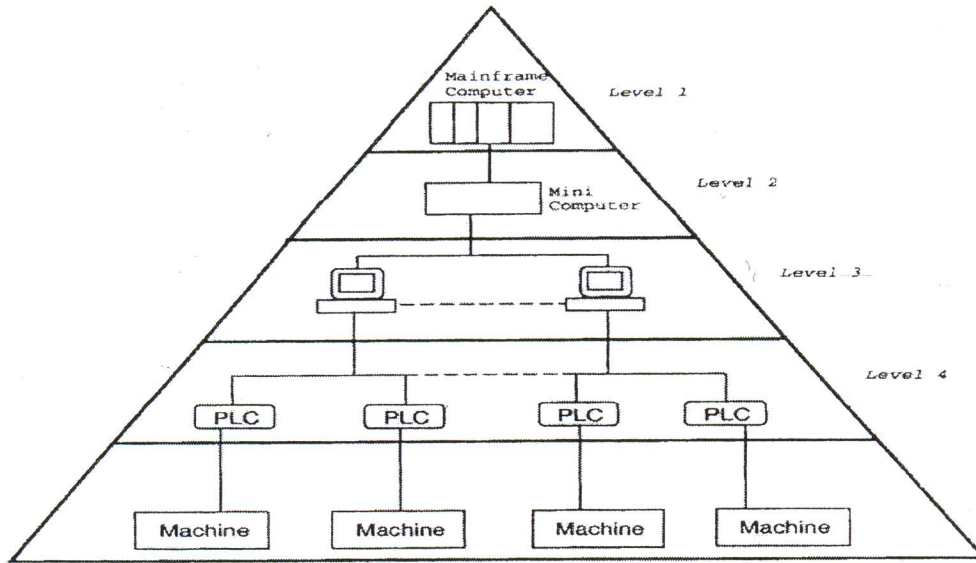 Mainframe
Computer
Level 1
Mini
Computer
Level 2
Level 3
Level 4
PLC
PLC
PLC
PLC
Machine
Machine
Machine
Machine